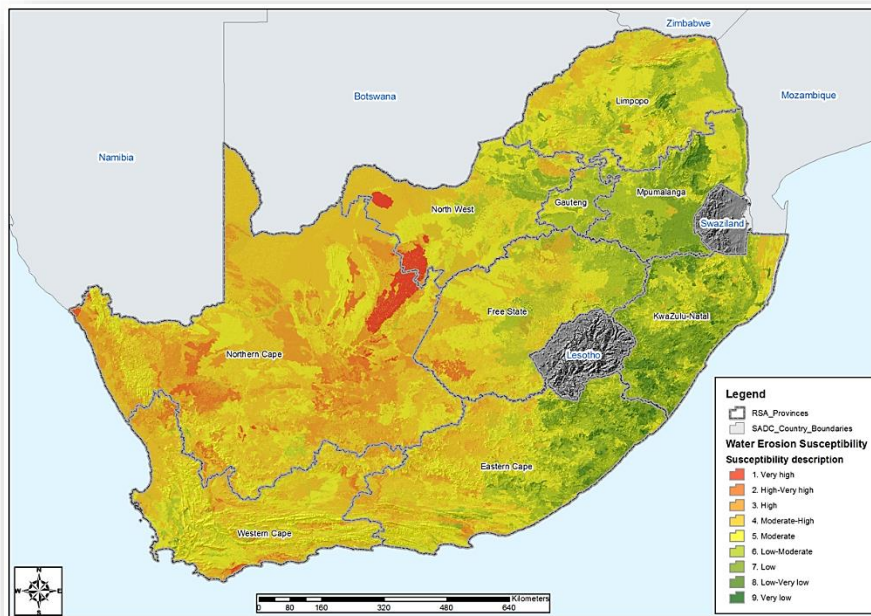 Zimbabwe
Botswana
Mozambique
Limpopo
Namibia
North West
Gauteng
Mpumalanga
Swaziland
Free State
KwaZulu-Natal
Northern Cape
Lesotho
Eastern Cape
Western Cape
Legend
RSA_Provinces
SADC_Country_Boundaries
Water Erosion Susceptibility
Susceptibility description
1. Very high
2. High-Very high
3. High
4. Moderate-High
5. Moderate
6. Low-Moderate
7. Low
8. Low-Very low
9. Very low
N
W E
S
Kilometers
0 80 160 320 480 640